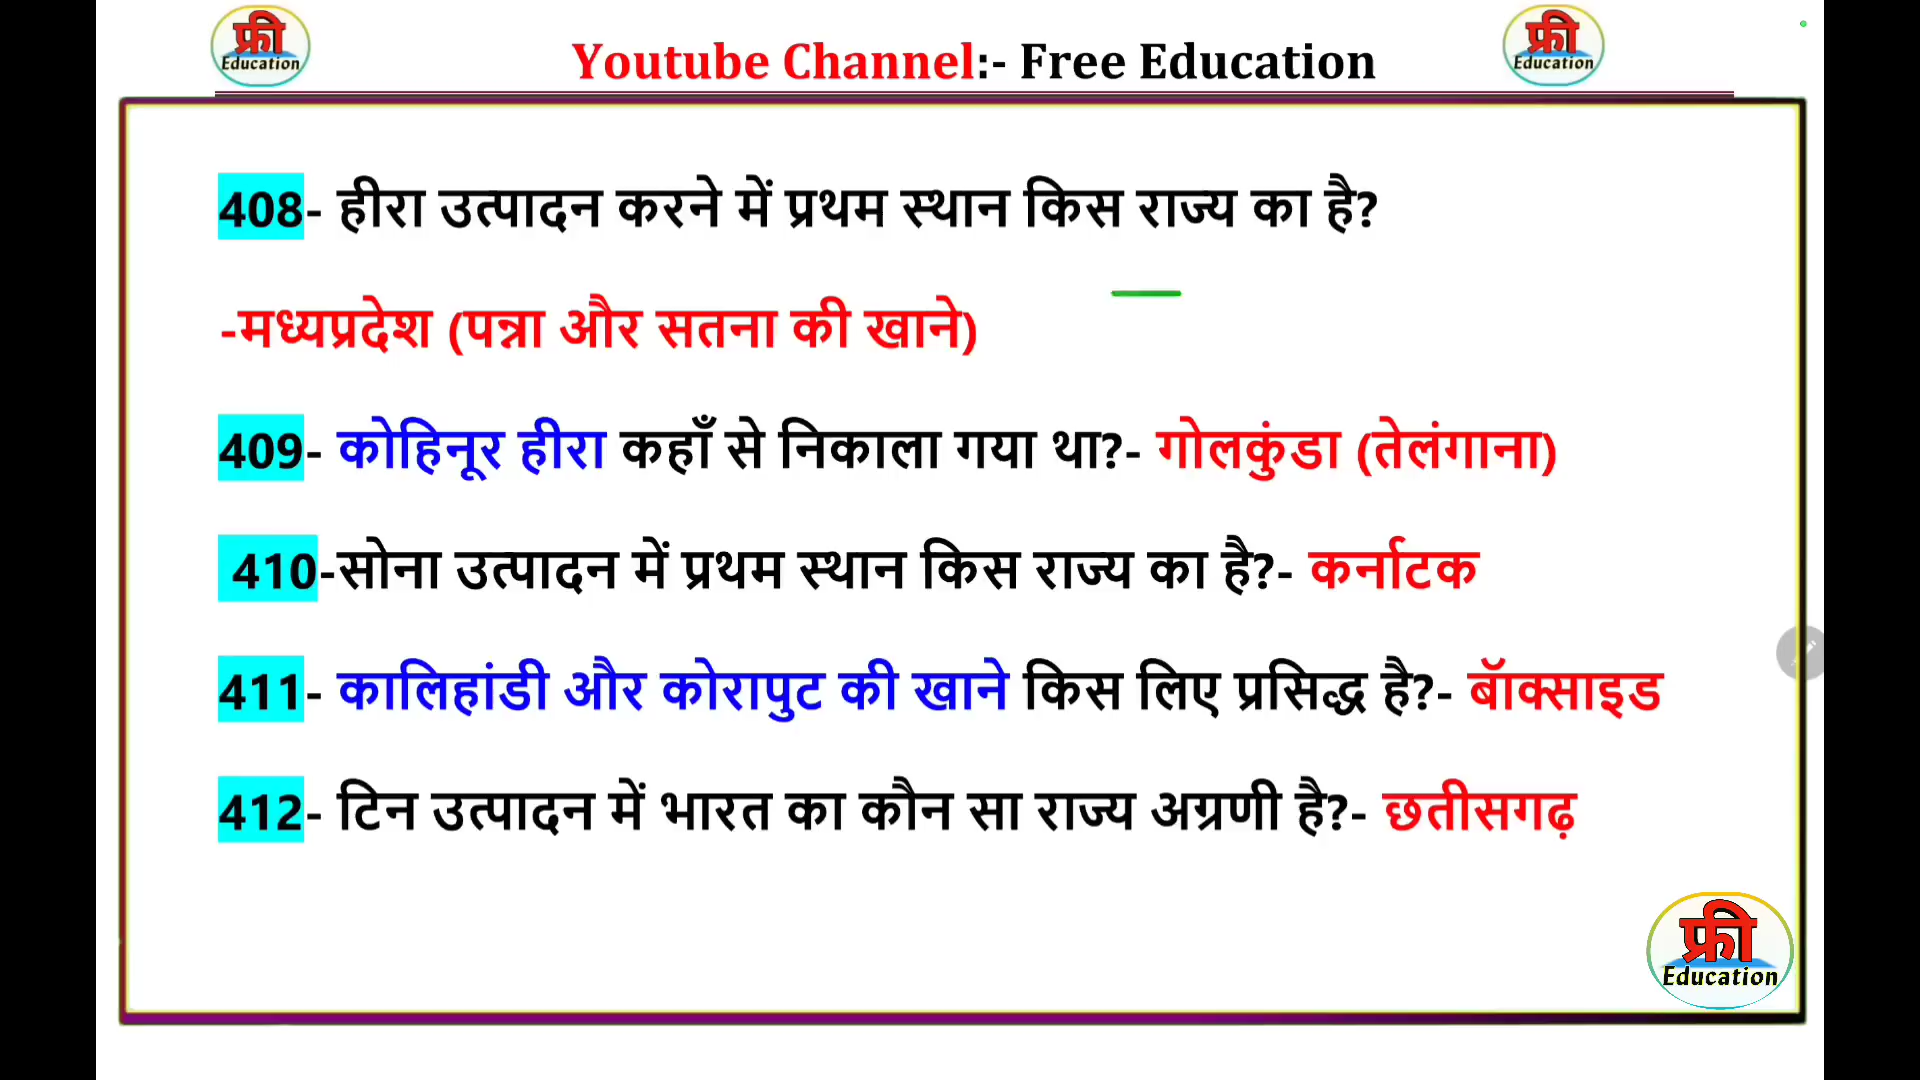 फ्री
Education
Youtube Channel:- Free Education
फ्री
Education
408- हीरा उत्पादन करने में प्रथम स्थान किस राज्य का है?
-मध्यप्रदेश (पन्ना और सतना की खाने)
409- कोहिनूर हीरा कहाँ से निकाला गया था?- गोलकुंडा (तेलंगाना)
410-सोना उत्पादन में प्रथम स्थान किस राज्य का है?- कर्नाटक
411- कालिहांडी और कोरापुट की खाने किस लिए प्रसिद्ध है?- बॉक्साइड
412- टिन उत्पादन में भारत का कौन सा राज्य अग्रणी है?- छतीसगढ़
फ्री
Education